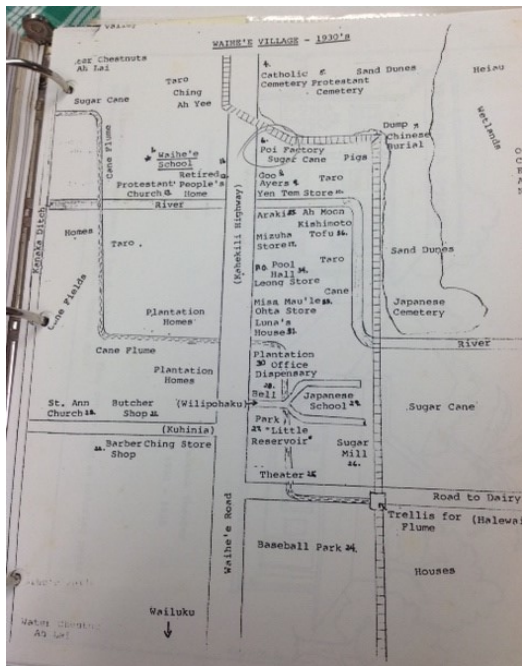 WAIHE'E VILLAGE - 1930's
Ah Lai
Taro
Ching
Ah Yee
Sugar Cane
Catholic
Cemetery
Protestant
Cemetery
Sand Dunes
Heiau
Wetlands
Dump
Chinese
Burial
Poi Factory
Sugar Cane
Pigs
Cane Flume
Waihe'e
School
Retired
People's
Home
Protestant
Church
Goo
Ayers
Taro
Yen Tem Store
River
Kanaka Ditch
Homes
Taro
(Kahekili Highway)
Araki
Ah Moon
Kishimoto
Tofu
Mizuha
Store
Pool
Hall
Taro
Leong Store
Cane
Sand Dunes
Japanese
Cemetery
Cane Fields
Plantation
Homes
Misa Mau'le
Ohta Store
Luna's
House
River
Cane Flume
Plantation
Homes
Plantation
30 Office
Dispensary
Bell
Japanese
School
St. Ann
Church
Butcher
Shop
(Wilipohaku)
Sugar Cane
(Kuhinia)
Park
"Little
Reservoir"
Barber
Shop
Ching Store
Sugar
Mill
Theater
Road to Dairy
Trellis for
Flume
Waihe'e Road
Baseball Park
Houses
Wailuku
Ah Lai